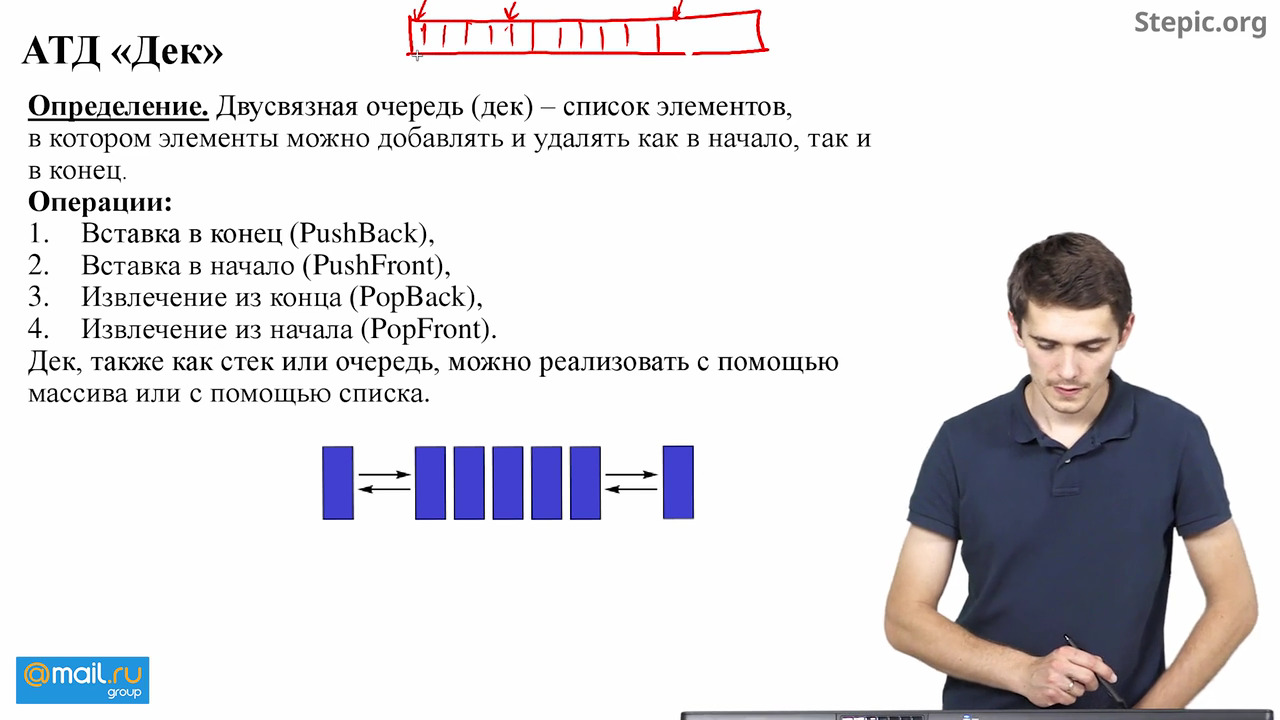 Stepic.org
АТД «Дек»
Определение. Двусвязная очередь (дек) – список элементов,
в котором элементы можно добавлять и удалять как в начало, так и
в конец.
Операции:
1. Вставка в конец (PushBack),
2. Вставка в начало (PushFront),
3. Извлечение из конца (PopBack),
4. Извлечение из начала (PopFront).
Дек, также как стек или очередь, можно реализовать с помощью
массива или с помощью списка.
@mail.ru
group